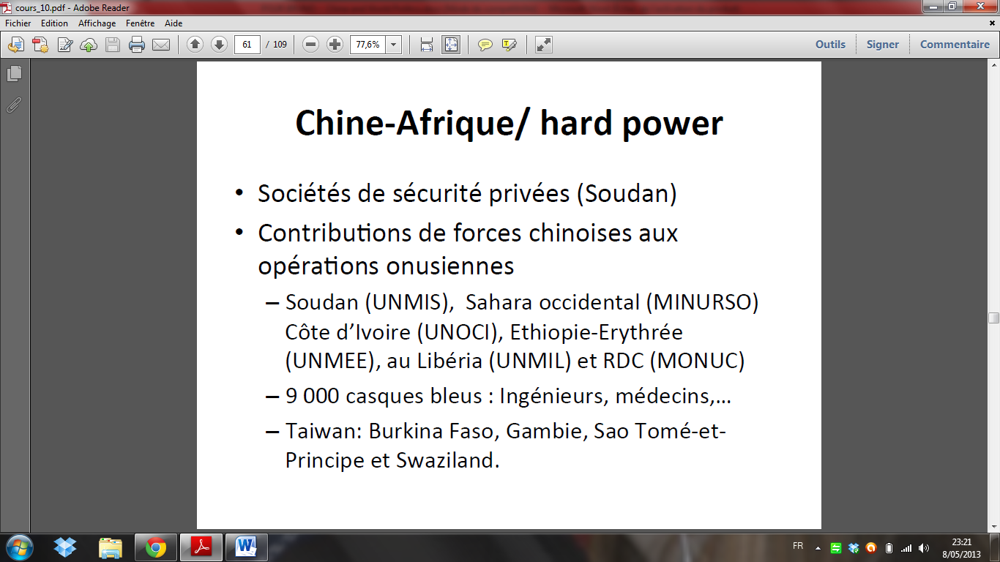 cours_10.pdf - Adobe Reader
Fichier Edition Affichage Fenêtre Aide
61 / 109 77,6% Outils Signer Commentaire
Chine-Afrique/ hard power
• Sociétés de sécurité privées (Soudan)
• Contributions de forces chinoises aux
opérations onusiennes
– Soudan (UNMIS), Sahara occidental (MINURSO)
Côte d’Ivoire (UNOCI), Ethiopie-Erythrée
(UNMEE), au Libéria (UNMIL) et RDC (MONUC)
– 9 000 casques bleus : Ingénieurs, médecins,…
– Taiwan: Burkina Faso, Gambie, Sao Tomé-et-
Principe et Swaziland.
FR 23:21
8/05/2013